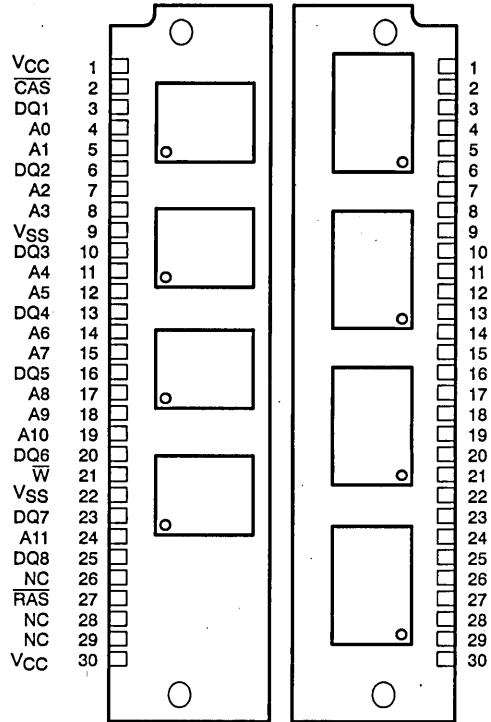 VCC 1 1
CAS 2 2
DQ1 3 3
A0 4 4
A1 5 5
DQ2 6 6
A2 7 7
A3 8 8
VSS 9 9
DQ3 10 10
A4 11 11
A5 12 12
DQ4 13 13
A6 14 14
A7 15 15
DQ5 16 16
A8 17 17
A9 18 18
A10 19 19
DQ6 20 20
W 21 21
VSS 22 22
DQ7 23 23
A11 24 24
DQ8 25 25
NC 26 26
RAS 27 27
NC 28 28
NC 29 29
VCC 30 30